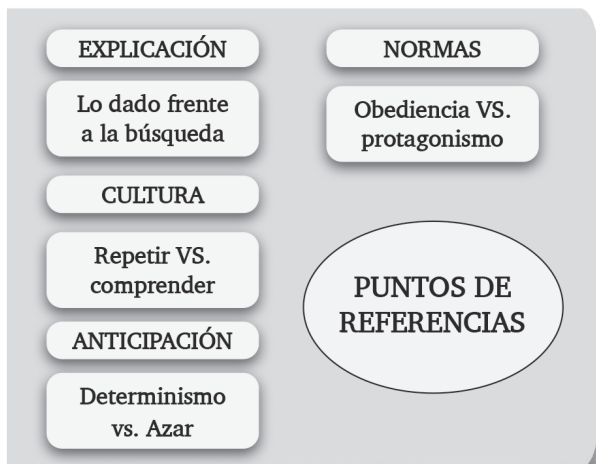 EXPLICACIÓN
Lo dado frente
a la búsqueda
CULTURA
Repetir VS.
comprender
ANTICIPACIÓN
Determinismo
vs. Azar
NORMAS
Obediencia VS.
protagonismo
PUNTOS DE
REFERENCIAS